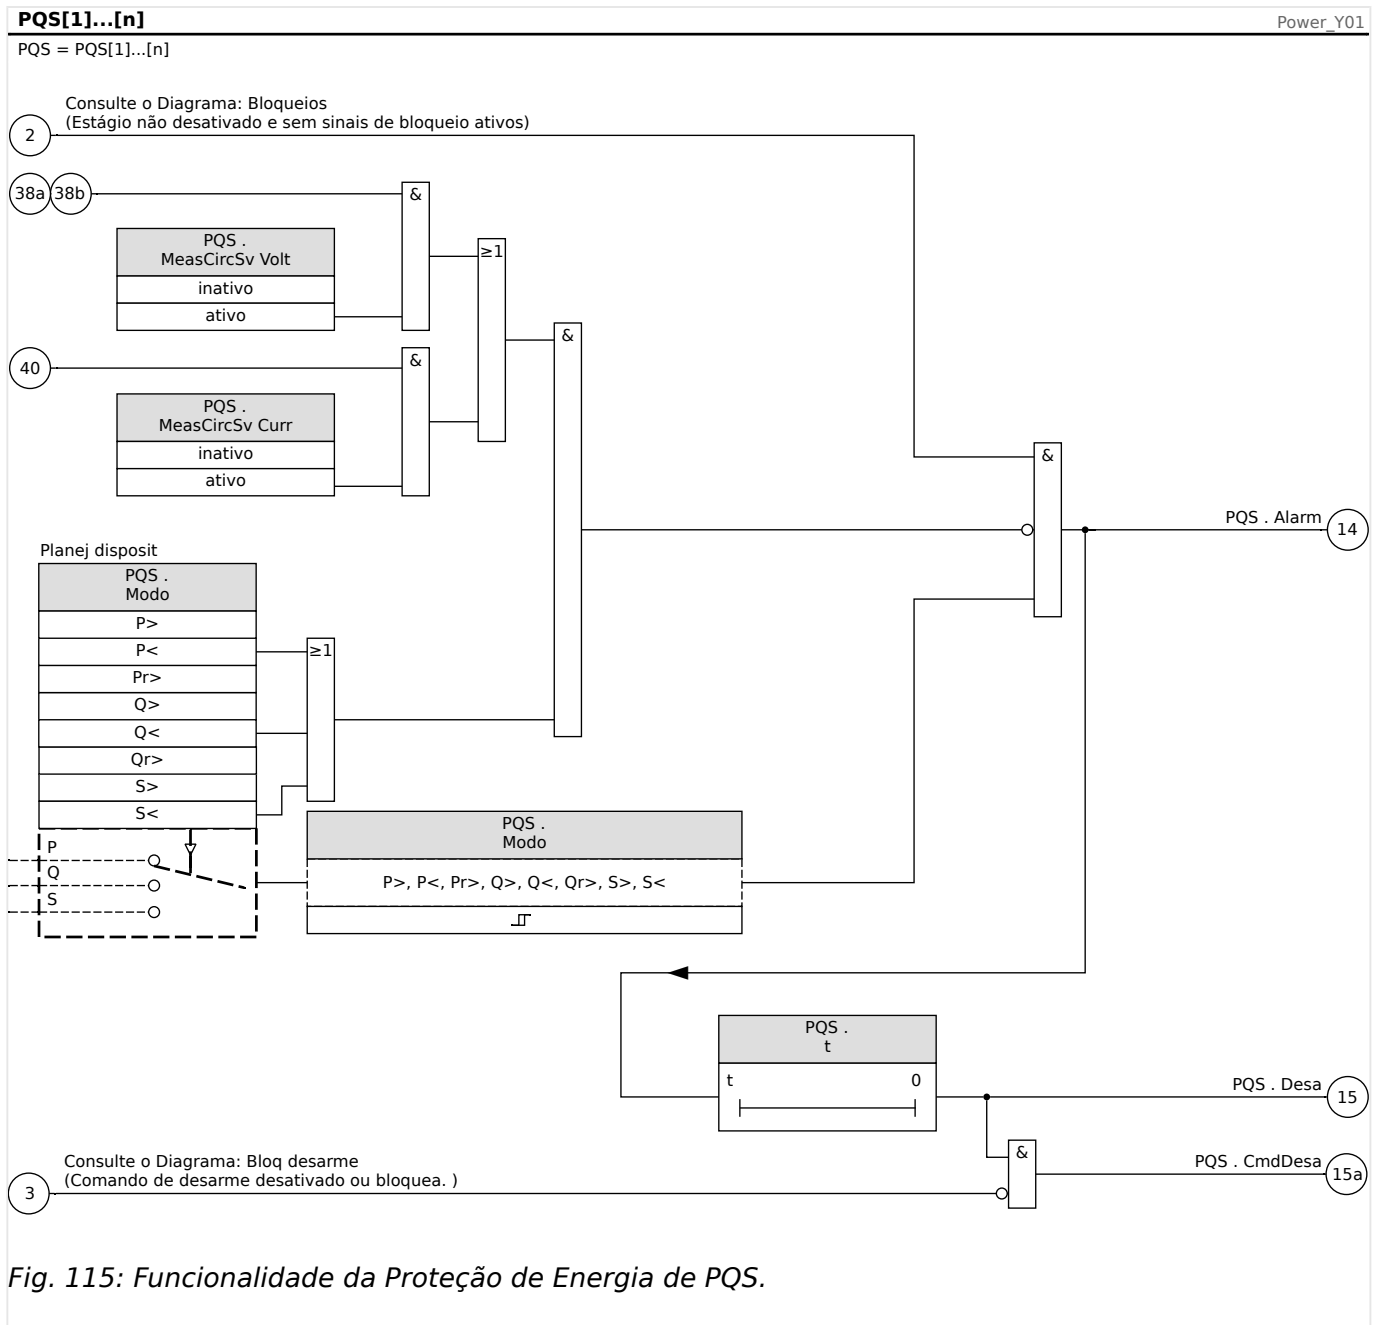 PQS[1]...[n]
Power_Y01
PQS = PQS[1]...[n]
Consulte o Diagrama: Bloqueios
(Estágio não desativado e sem sinais de bloqueio ativos)
2
38a
38b
&
PQS .
MeasCircSv Volt
inativo
ativo
≥1
&
40
&
PQS .
MeasCircSv Curr
inativo
ativo
&
PQS . Alarm
14
Planej disposit
PQS .
Modo
P>
P<
Pr>
Q>
Q<
Qr>
S>
S<
≥1
P
Q
S
PQS .
Modo
P>, P<, Pr>, Q>, Q<, Qr>, S>, S<
PQS .
t
t
0
PQS . Desa
15
&
PQS . CmdDesa
15a
Consulte o Diagrama: Bloq desarme
(Comando de desarme desativado ou bloquea. )
3
Fig. 115: Funcionalidade da Proteção de Energia de PQS.